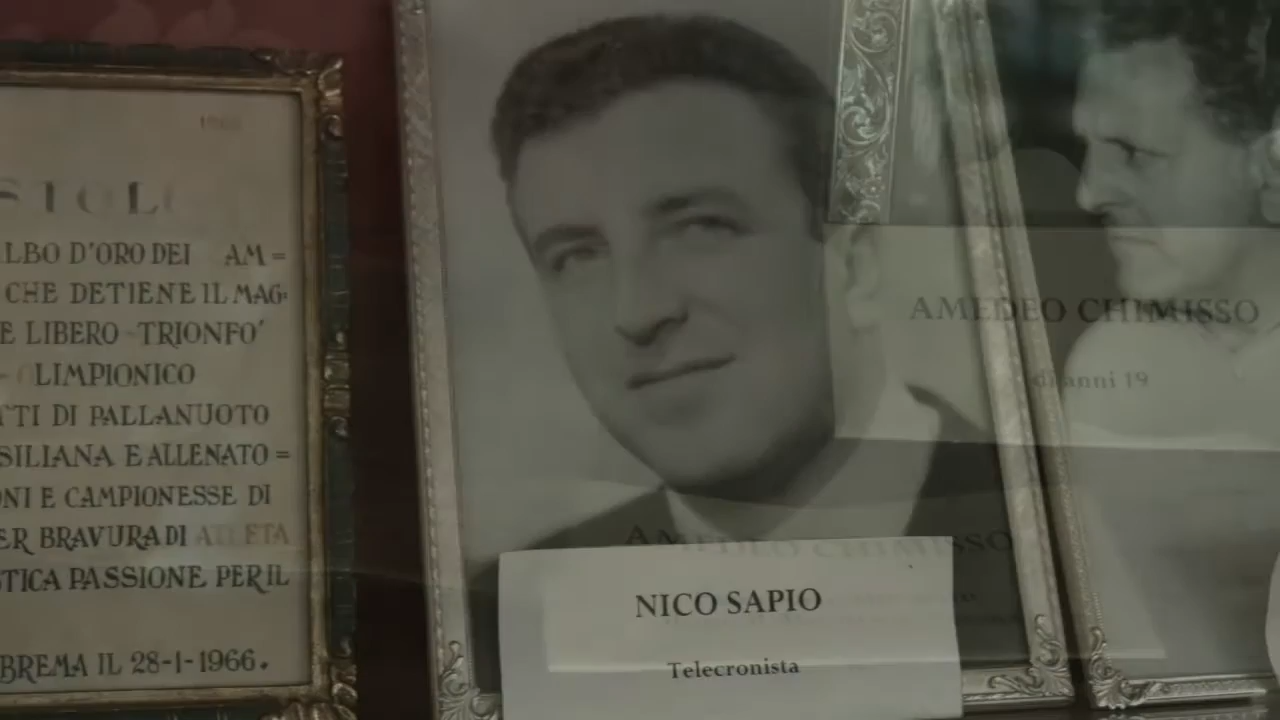 ALBO D'ORO DEI AM=
CHE DETIENE IL MAG:
E LIBERO - TRIONFO'
OLIMPIONICO
TTI DI PALLANUOTO
SILIANA E ALLENATO=
ONI E CAMPIONESSE DI
ER BRAVURA DI ATLETA
STICA PASSIONE PER IL
BREMA IL 28-1-1966.
NICO SAPIO
Telecronista
AMEDEO CHIMISSO
di anni 19
AMEDEO CHIMISSO